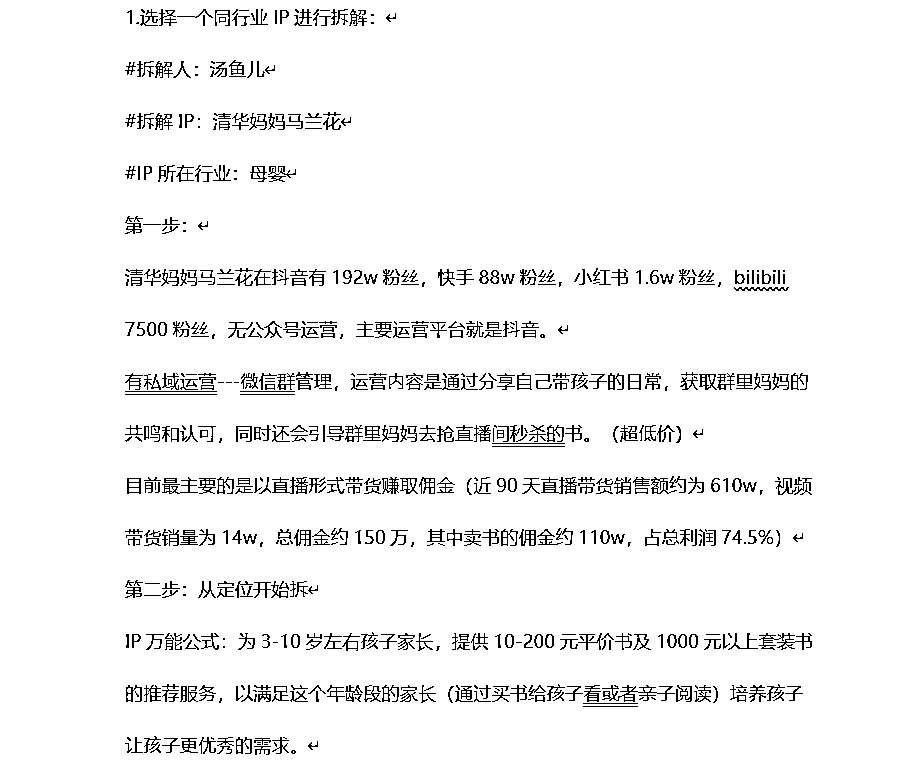 1.选择一个同行业 IP 进行拆解：↵
#拆解人：汤鱼儿↵
#拆解 IP：清华妈妈马兰花↵
#IP 所在行业：母婴↵
第一步：↵
清华妈妈马兰花在抖音有 192w 粉丝，快手 88w 粉丝，小红书 1.6w 粉丝，bilibili
7500 粉丝，无公众号运营，主要运营平台就是抖音。↵
有私域运营---微信群管理，运营内容是通过分享自己带孩子的日常，获取群里妈妈的
共鸣和认可，同时还会引导群里妈妈去抢直播间秒杀的书。（超低价）↵
目前最主要的是以直播形式带货赚取佣金（近 90 天直播带货销售额约为 610w，视频
带货销量为 14w，总佣金约 150 万，其中卖书的佣金约 110w，占总利润 74.5%）↵
第二步：从定位开始拆↵
IP 万能公式：为 3-10 岁左右孩子家长，提供 10-200 元平价书及 1000 元以上套装书
的推荐服务，以满足这个年龄段的家长（通过买书给孩子看或者亲子阅读）培养孩子
让孩子更优秀的需求。↵